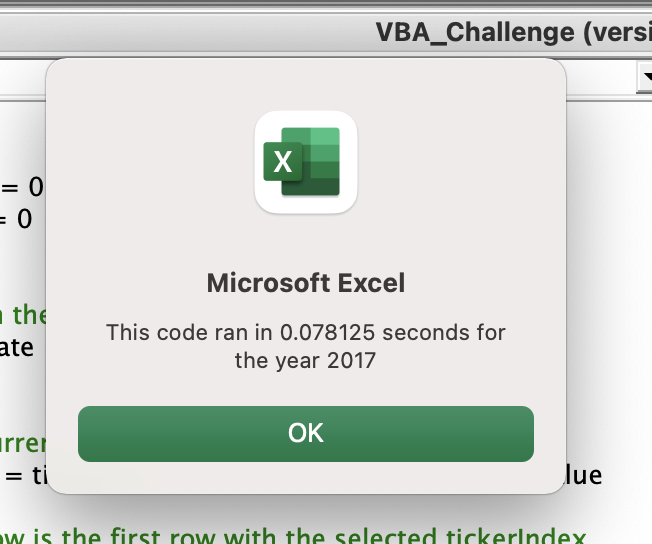 VBA_Challenge (versi
= 0
= 0
X
Microsoft Excel
the
This code ran in 0.078125 seconds for
ate
the year 2017
OK
urren
= ti
lue
ow is the first row with the selected tickerIndex